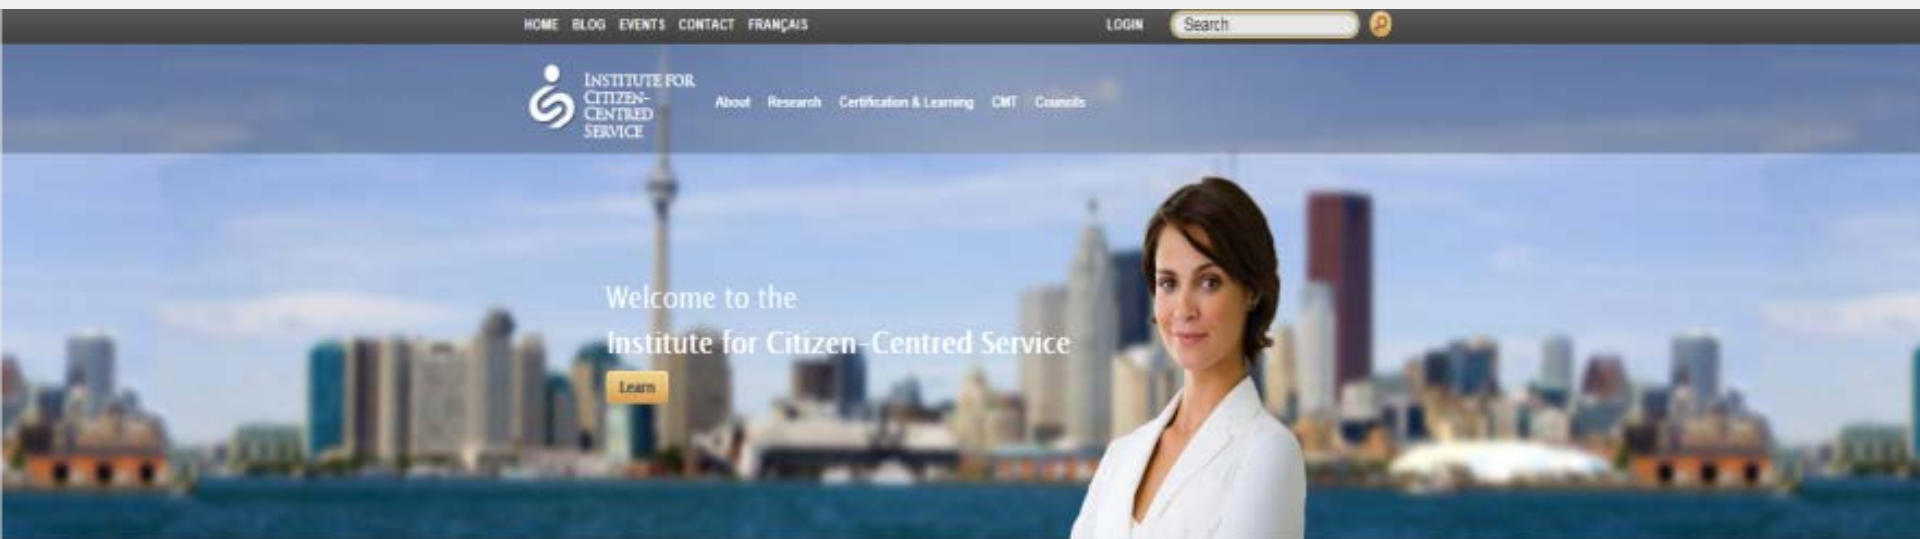 HOME BLOG EVENTS CONTACT FRANÇAIS LOGIN Search
INSTITUTE FOR
CITIZEN-
CENTRED
SERVICE
About Research Certification & Learning CMT Councils
Welcome to the
Institute for Citizen-Centred Service
Learn